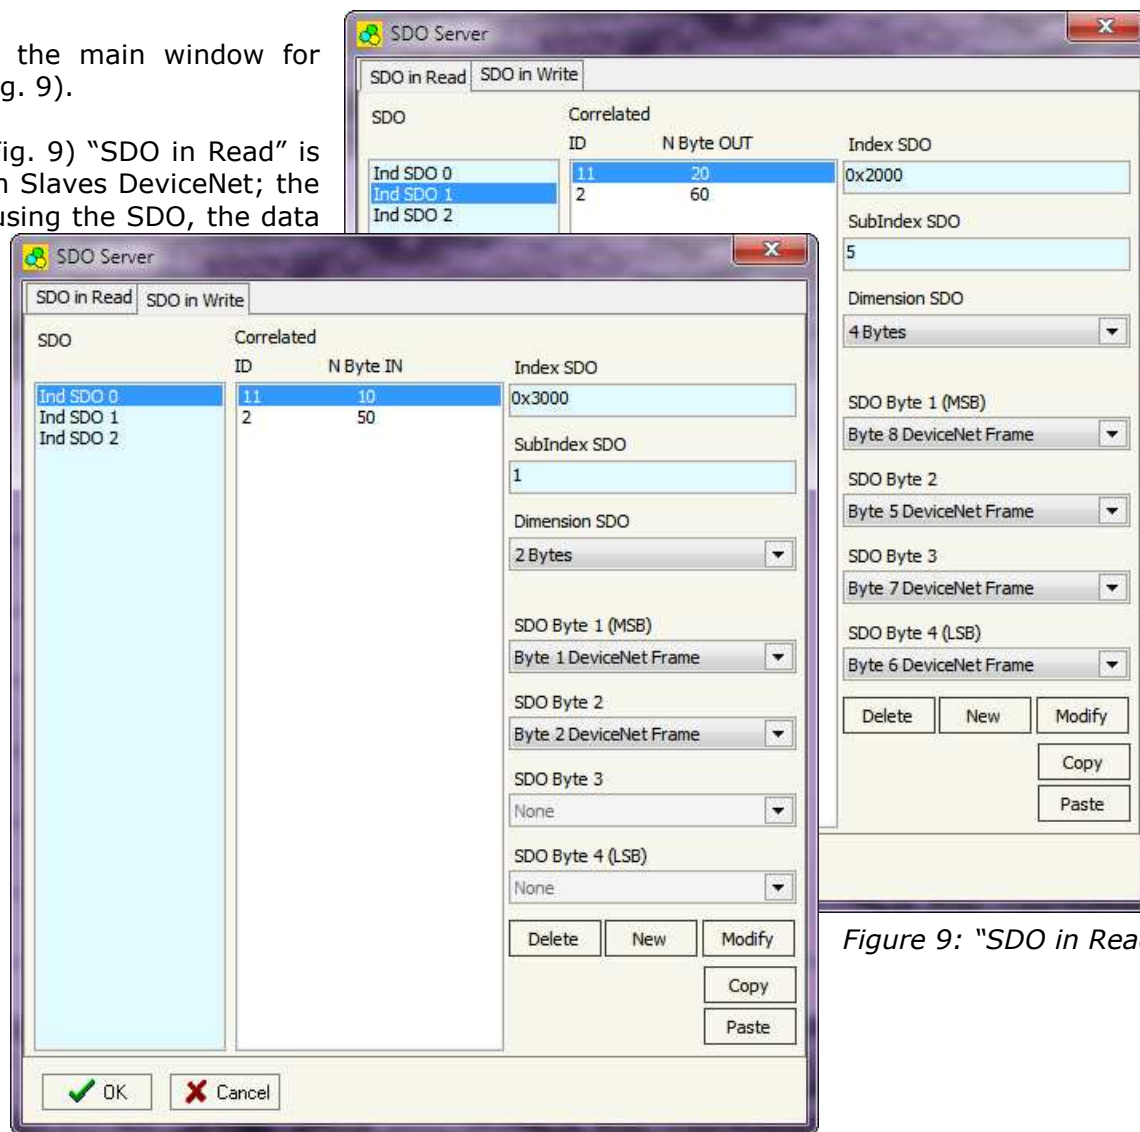 the main window for
g. 9).
ig. 9) “SDO in Read” is
n Slaves DeviceNet; the
using the SDO, the data
SDO Server
SDO in Read SDO in Write
SDO Correlated
ID N Byte OUT Index SDO
Ind SDO 0 11 20 0x2000
Ind SDO 1 2 60
Ind SDO 2 SubIndex SDO
5
Dimension SDO
4 Bytes
SDO Byte 1 (MSB)
Byte 8 DeviceNet Frame
SDO Byte 2
Byte 5 DeviceNet Frame
SDO Byte 3
Byte 7 DeviceNet Frame
SDO Byte 4 (LSB)
Byte 6 DeviceNet Frame
Delete New Modify
Copy
Paste
SDO Server
SDO in Read SDO in Write
SDO Correlated
ID N Byte IN Index SDO
Ind SDO 0 11 10 0x3000
Ind SDO 1 2 50
Ind SDO 2 SubIndex SDO
1
Dimension SDO
2 Bytes
SDO Byte 1 (MSB)
Byte 1 DeviceNet Frame
SDO Byte 2
Byte 2 DeviceNet Frame
SDO Byte 3
None
SDO Byte 4 (LSB)
None
Delete New Modify
Copy
Paste
OK Cancel
Figure 9: “SDO in Rea